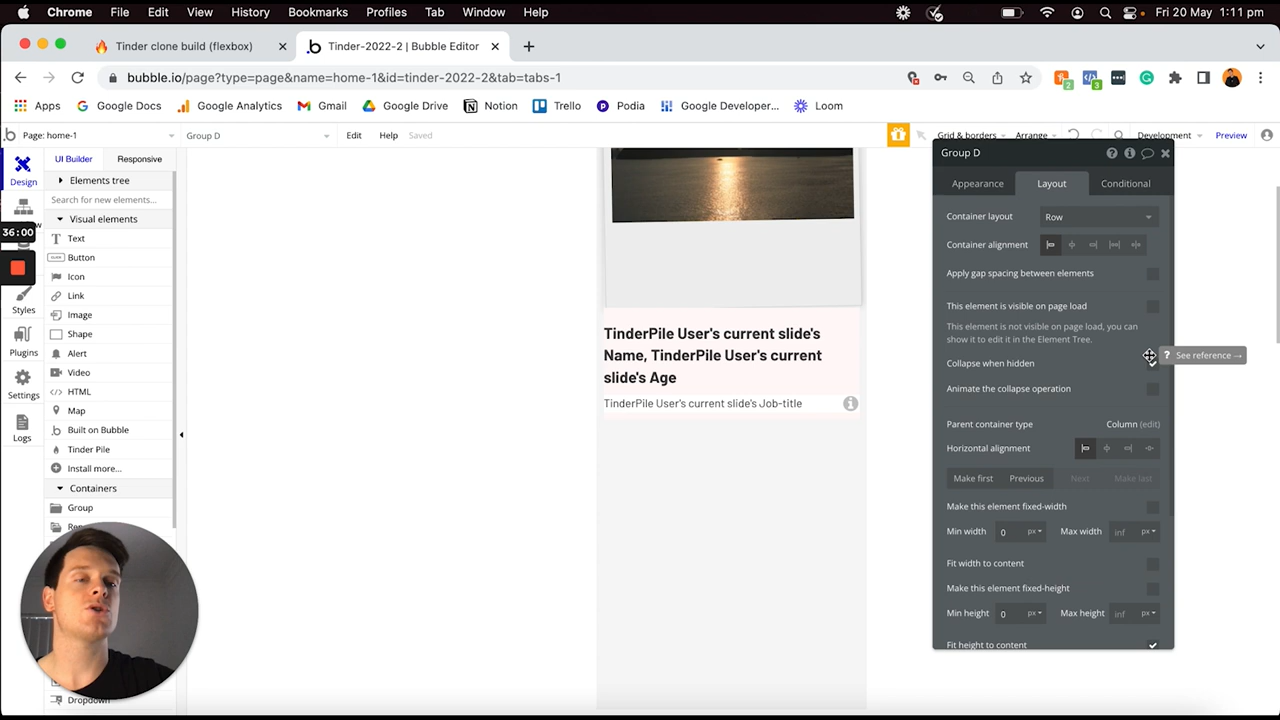 Chrome File Edit View History Bookmarks Profiles Tab Window Help Fri 20 May 1:11 pm
Tinder clone build (flexbox) Tinder-2022-2 | Bubble Editor
bubble.io/page?type=page&name=home-1&id=tinder-2022-2&tab=tabs-1
2 3
Apps Google Docs Google Analytics Gmail Google Drive Notion Trello Podia Google Developer... Loom
Page: home-1 Group D Edit Help Saved Grid & borders Arrange Development Preview
Design
36:00
Styles
Plugins
Settings
Logs
UI Builder Responsive
Elements tree
Search for new elements...
Visual elements
Text
Button
Icon
Link
Image
Shape
Alert
Video
HTML
Map
Built on Bubble
Tinder Pile
Install more...
Containers
Group
Dropdown
TinderPile User's current slide's
Name, TinderPile User's current
slide's Age
TinderPile User's current slide's Job-title
Group D
Appearance Layout Conditional
Container layout Row
Container alignment
Apply gap spacing between elements
This element is visible on page load
This element is not visible on page load, you can
show it to edit it in the Element Tree.
? See reference →
Collapse when hidden
Animate the collapse operation
Parent container type Column (edit)
Horizontal alignment
Make first Previous Next Make last
Make this element fixed-width
Min width 0 px Max width inf px
Fit width to content
Make this element fixed-height
Min height 0 px Max height inf px
Fit height to content